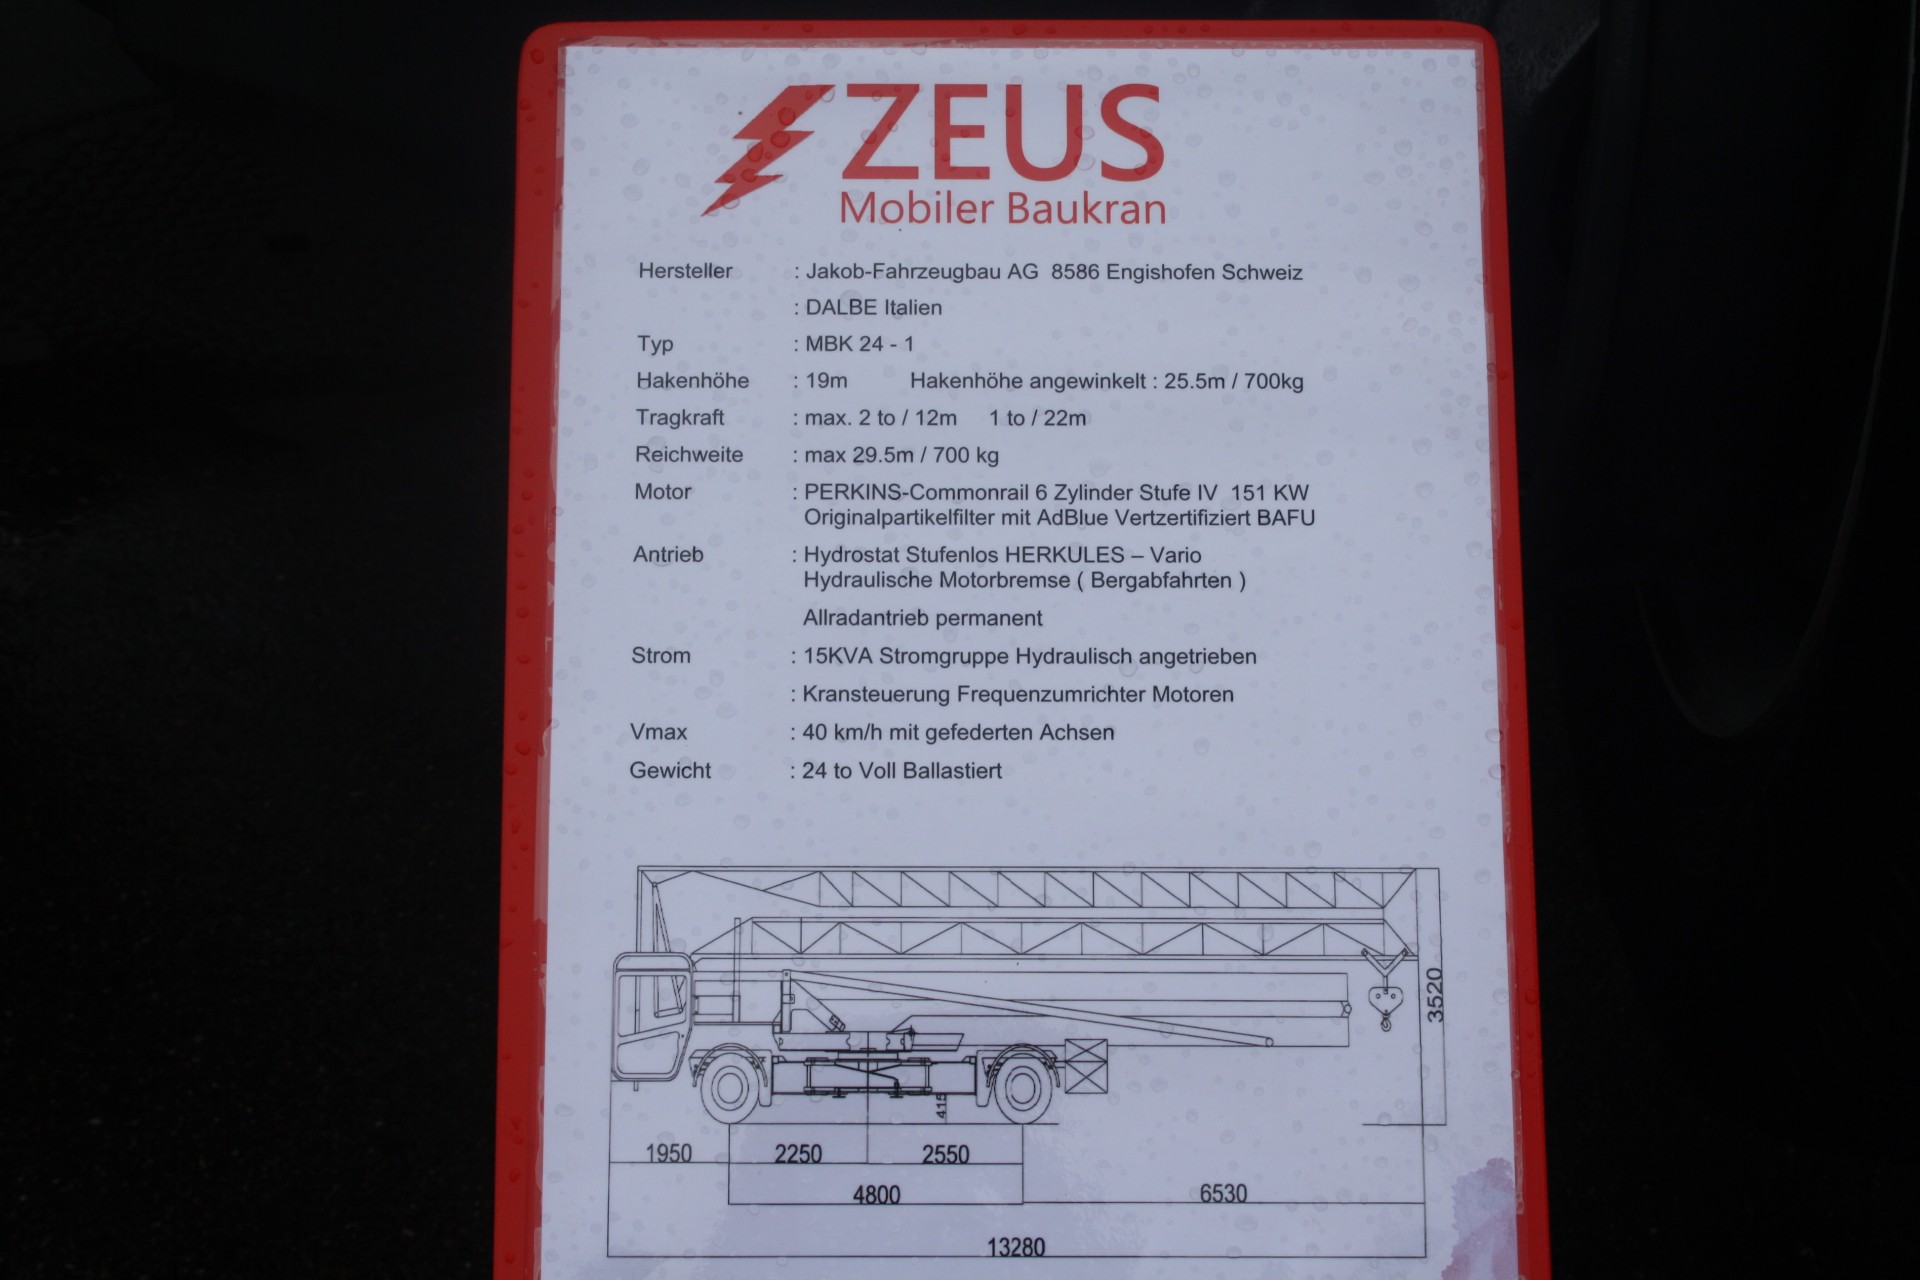 ZEUS
Mobiler Baukran
Hersteller : Jakob-Fahrzeugbau AG 8586 Engishofen Schweiz
: DALBE Italien
Typ : MBK 24 - 1
Hakenhöhe : 19m Hakenhöhe angewinkelt : 25.5m / 700kg
Tragkraft : max. 2 to / 12m 1 to / 22m
Reichweite : max 29.5m / 700 kg
Motor : PERKINS-Commonrail 6 Zylinder Stufe IV 151 KW
Originalpartikelfilter mit AdBlue Vertzertifiziert BAFU
Antrieb : Hydrostat Stufenlos HERKULES – Vario
Hydraulische Motorbremse ( Bergabfahrten )
Allradantrieb permanent
Strom : 15KVA Stromgruppe Hydraulisch angetrieben
: Kransteuerung Frequenzumrichter Motoren
Vmax : 40 km/h mit gefederten Achsen
Gewicht : 24 to Voll Ballastiert
3520
415
1950 2250 2550
4800 6530
13280